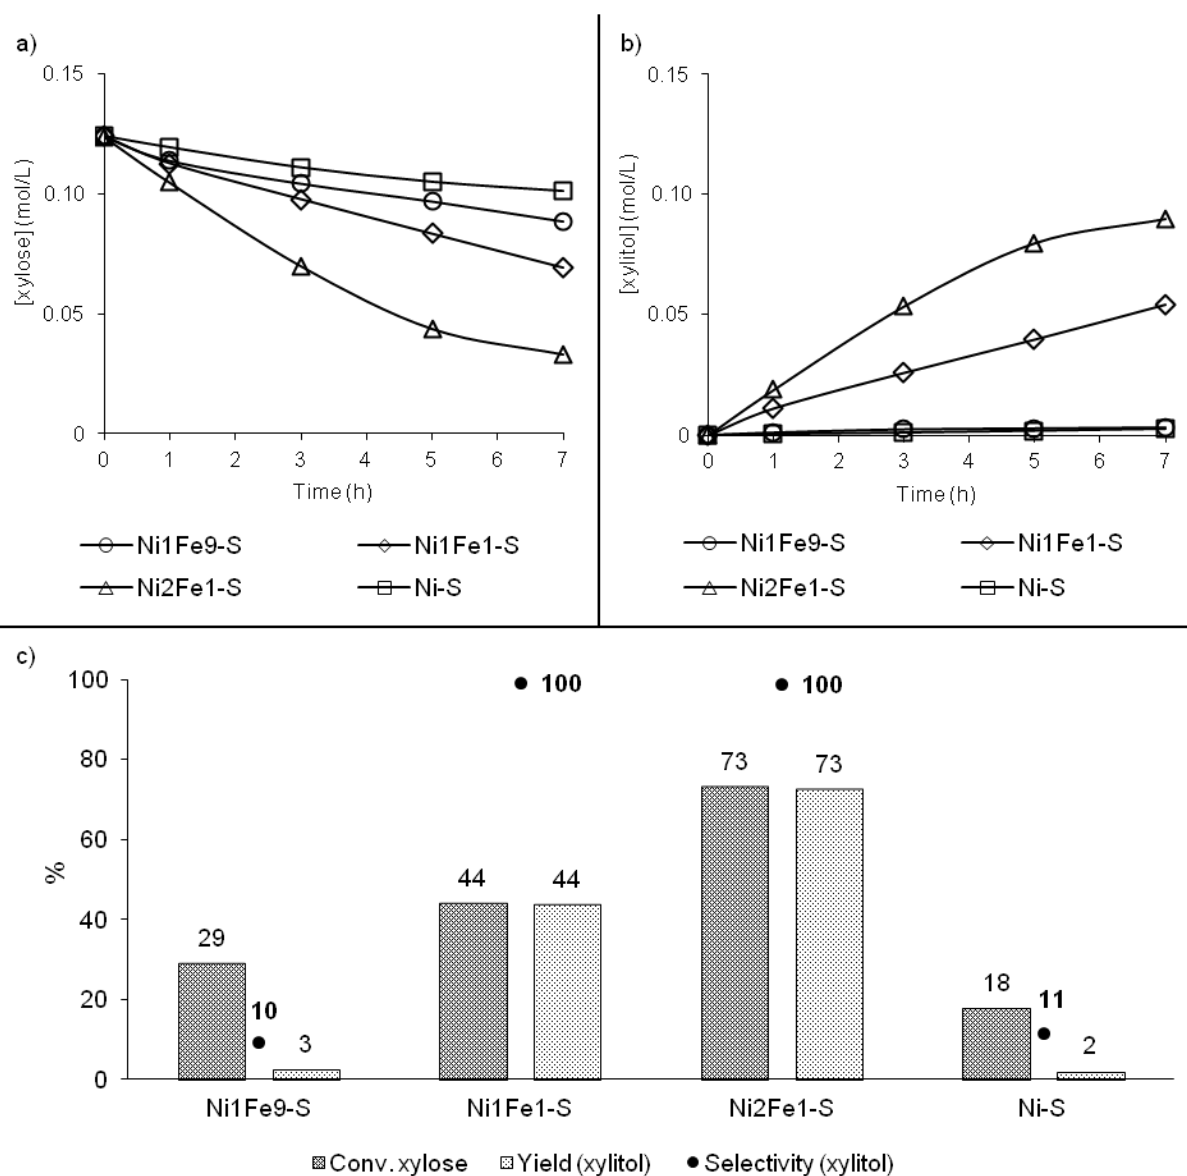 a)
0.15
0.10
0.05
0
[xylose] (mol/L)
0 1 2 3 4 5 6 7
Time (h)
Ni1Fe9-S Ni1Fe1-S
Ni2Fe1-S Ni-S
b)
0.15
0.10
0.05
0
[xylitol] (mol/L)
0 1 2 3 4 5 6 7
Time (h)
Ni1Fe9-S Ni1Fe1-S
Ni2Fe1-S Ni-S
c)
100
80
60
40
20
0
%
100 100
73 73
44 44
29
10
3
18
11
2
Ni1Fe9-S Ni1Fe1-S Ni2Fe1-S Ni-S
Conv. xylose Yield (xylitol) Selectivity (xylitol)